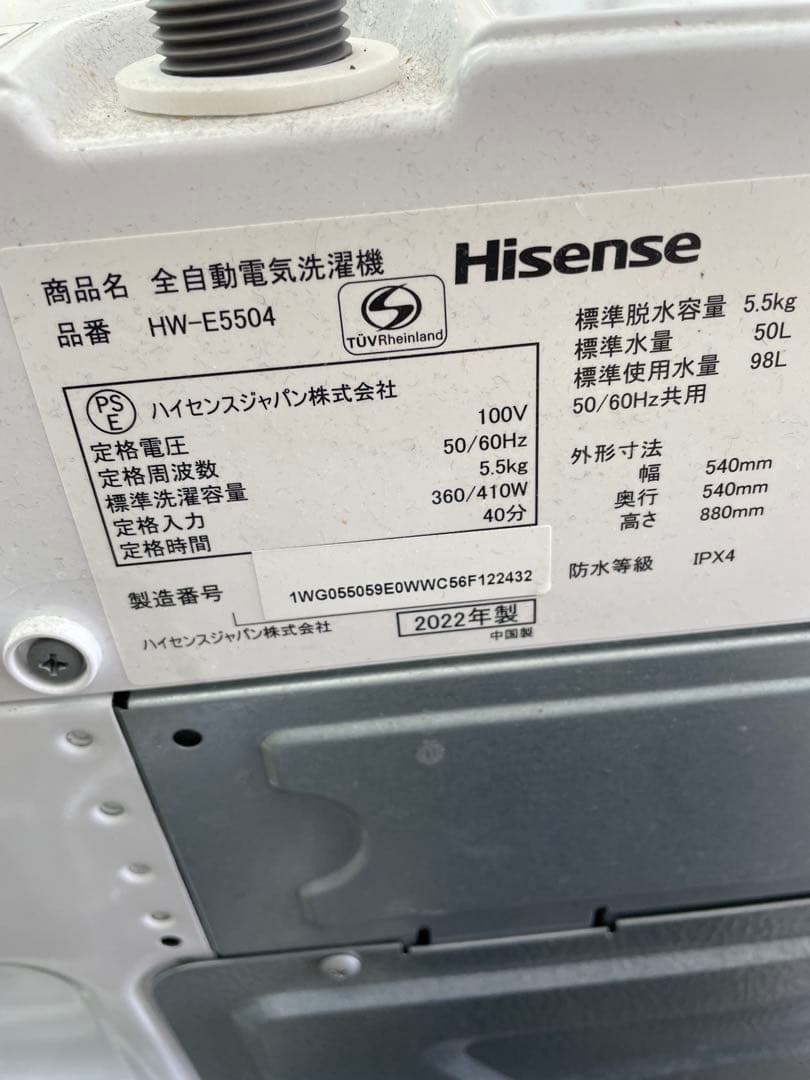 Hisense
商品名 全自動電気洗濯機
品番 HW-E5504
TÜVRheinland
PSE ハイセンスジャパン株式会社
定格電圧 100V
定格周波数 50/60Hz
標準洗濯容量 5.5kg
定格入力 360/410W
定格時間 40分
製造番号 1WG055059E0WWC56F122432
ハイセンスジャパン株式会社 2022年製
中国製
標準脱水容量 5.5kg
標準水量 50L
標準使用水量 98L
50/60Hz共用
外形寸法
幅 540mm
奥行 540mm
高さ 880mm
防水等級 IPX4